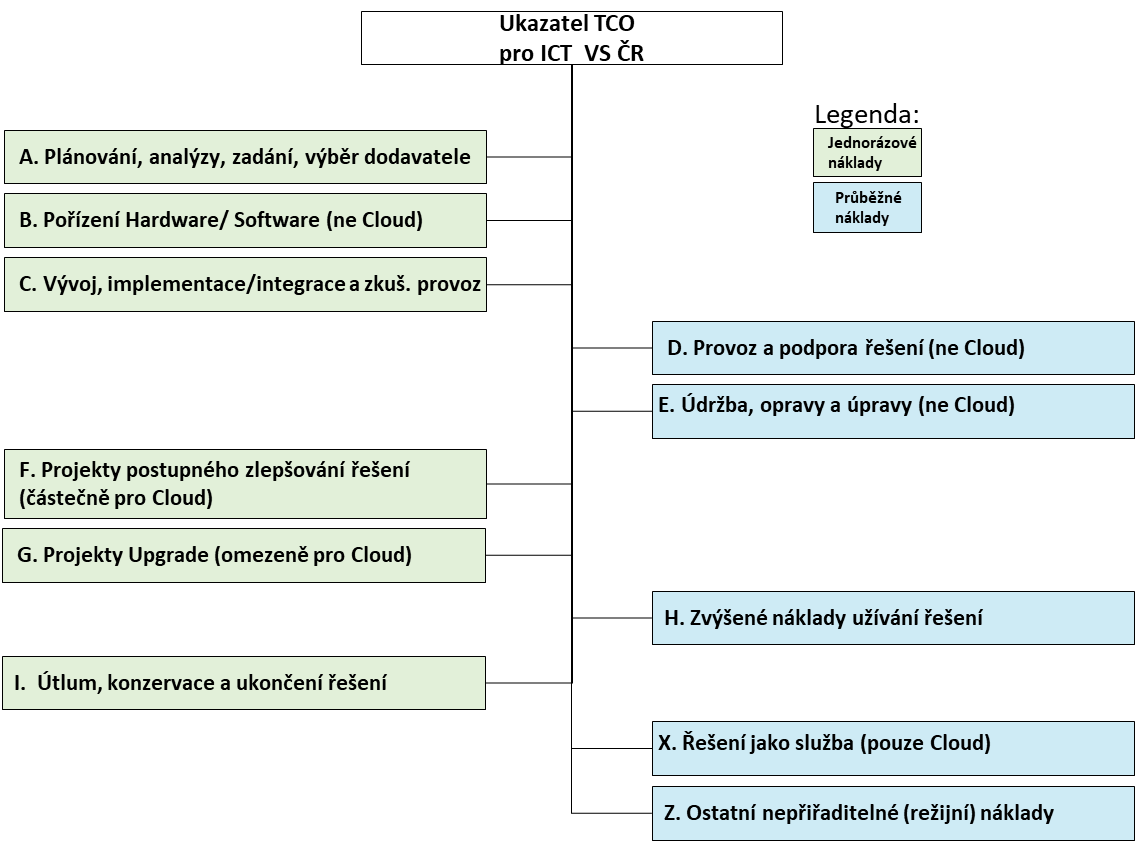 Ukazatel TCO
pro ICT VS ČR
Legenda:
Jednorázové
náklady
Průběžné
náklady
A. Plánování, analýzy, zadání, výběr dodavatele
B. Pořízení Hardware/ Software (ne Cloud)
C. Vývoj, implementace/integrace a zkuš. provoz
D. Provoz a podpora řešení (ne Cloud)
E. Údržba, opravy a úpravy (ne Cloud)
F. Projekty postupného zlepšování řešení
(částečně pro Cloud)
G. Projekty Upgrade (omezeně pro Cloud)
H. Zvýšené náklady užívání řešení
I. Útlum, konzervace a ukončení řešení
X. Řešení jako služba (pouze Cloud)
Z. Ostatní nepřiřaditelné (režijní) náklady